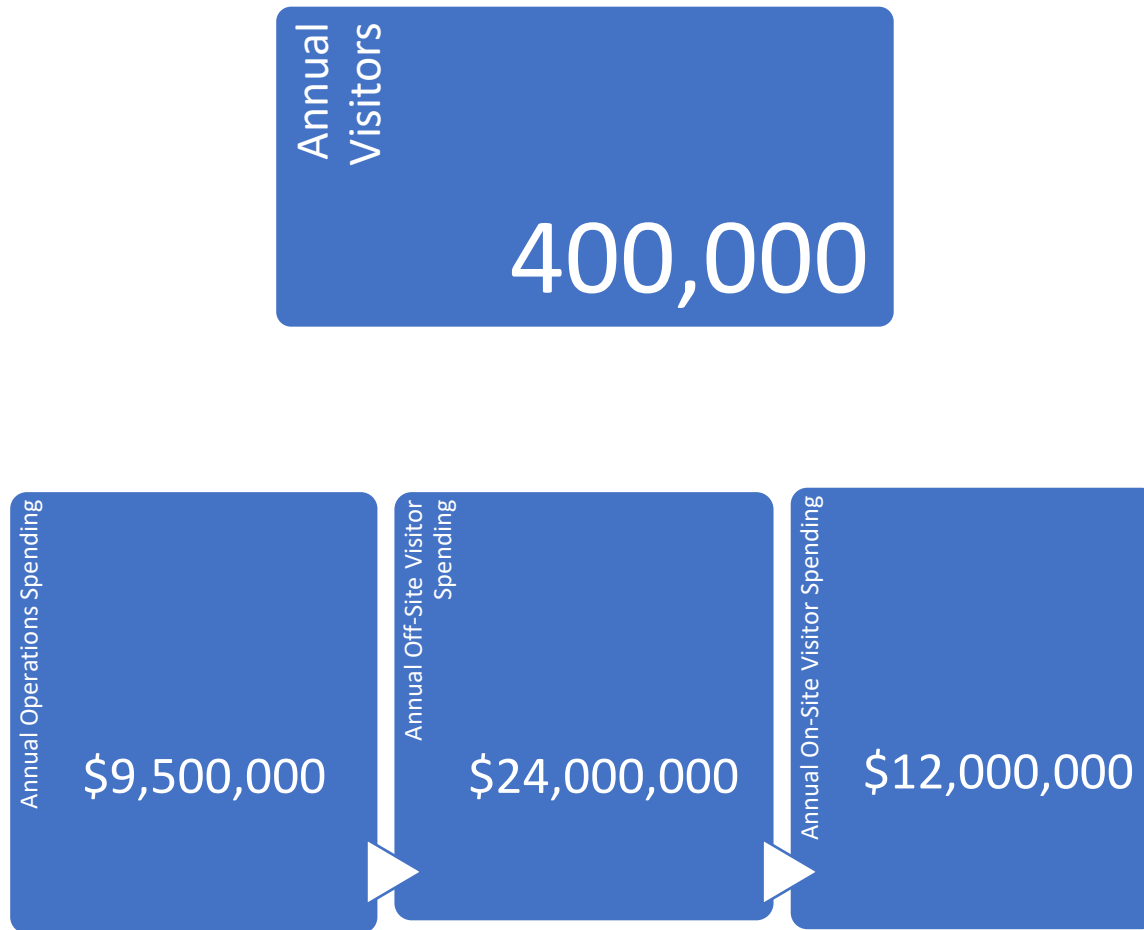 Annual
Visitors
400,000
Annual Operations Spending
$9,500,000
Annual Off-Site Visitor
Spending
$24,000,000
Annual On-Site Visitor Spending
$12,000,000